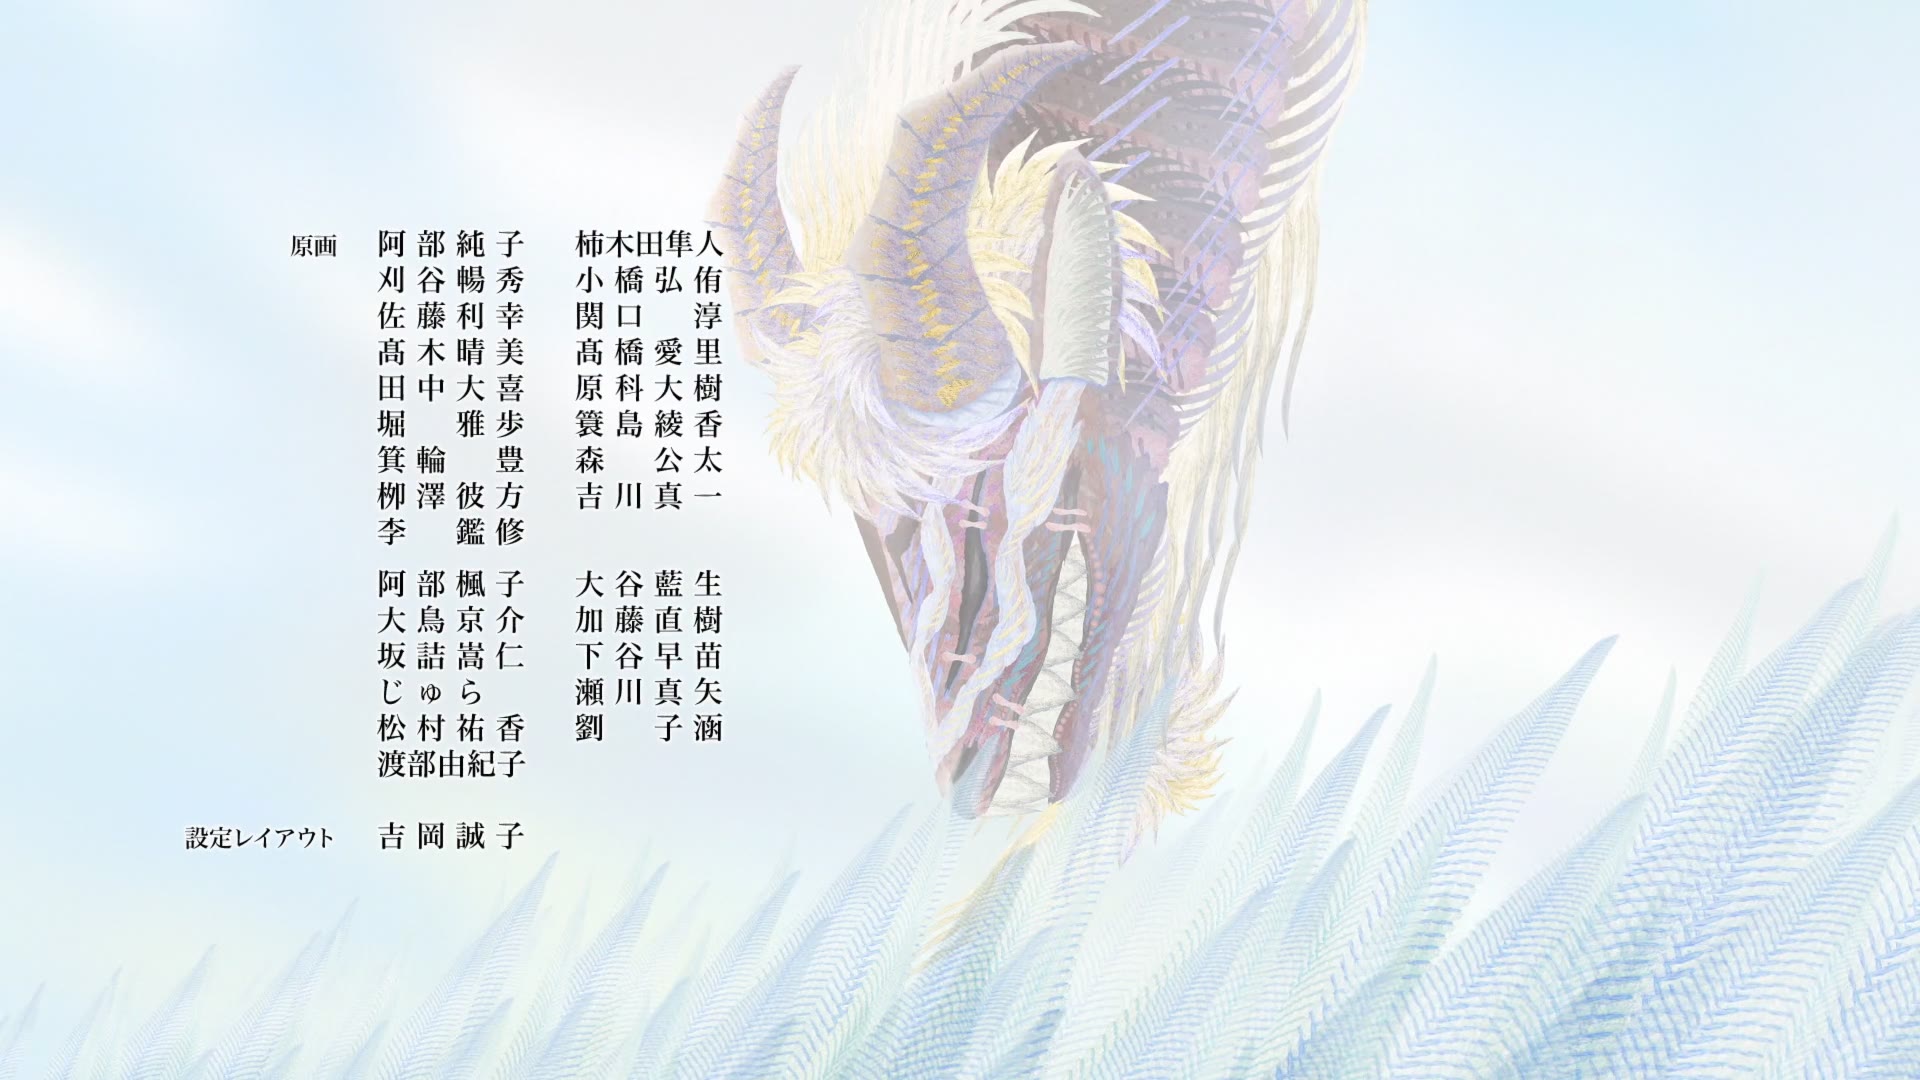 原画 阿部純子 柿木田隼人
刈谷暢秀 小橋弘侑
佐藤利幸 関口淳
髙木晴美 髙橋愛里
田中大喜 原科大樹
堀雅歩 簑島綾香
箕輪豊 森公太
栁澤彼方 吉川真一
李鑑修
阿部楓子 大谷藍生
大鳥京介 加藤直樹
坂詰嵩仁 下谷早苗
じゅら 瀬川真矢
松村祐香 劉子涵
渡部由紀子
設定レイアウト 吉岡誠子